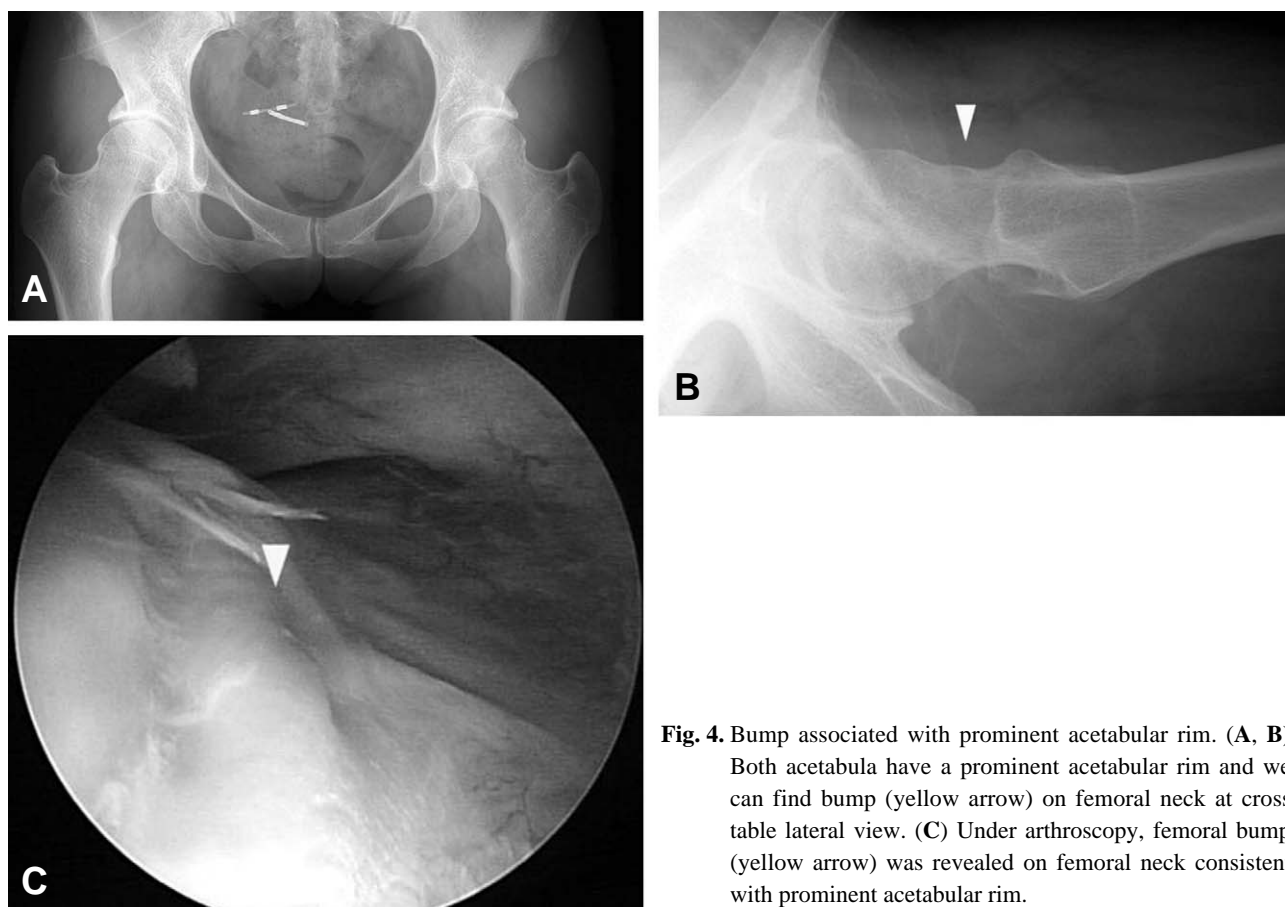 A
B
C
Fig. 4. Bump associated with prominent acetabular rim. (A, B)
Both acetabula have a prominent acetabular rim and we
can find bump (yellow arrow) on femoral neck at cross
table lateral view. (C) Under arthroscopy, femoral bump
(yellow arrow) was revealed on femoral neck consisten
with prominent acetabular rim.